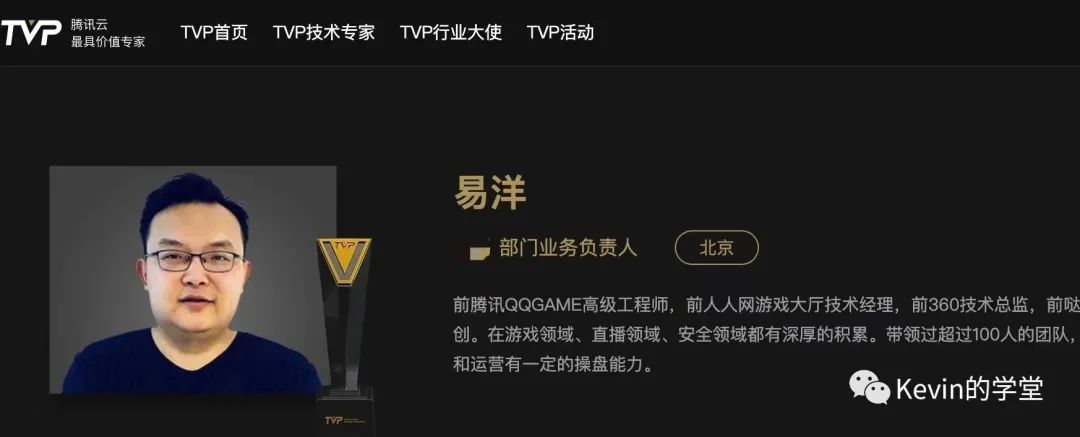 TVP 腾讯云
最具价值专家
TVP首页 TVP技术专家 TVP行业大使 TVP活动
易洋
部门业务负责人 北京
前腾讯QQGAME高级工程师，前人人网游戏大厅技术经理，前360技术总监，前哒
创。在游戏领域、直播领域、安全领域都有深厚的积累。带领过超过100人的团队，
和运营有一定的操盘能力。
TVP
TVP
Kevin的学堂